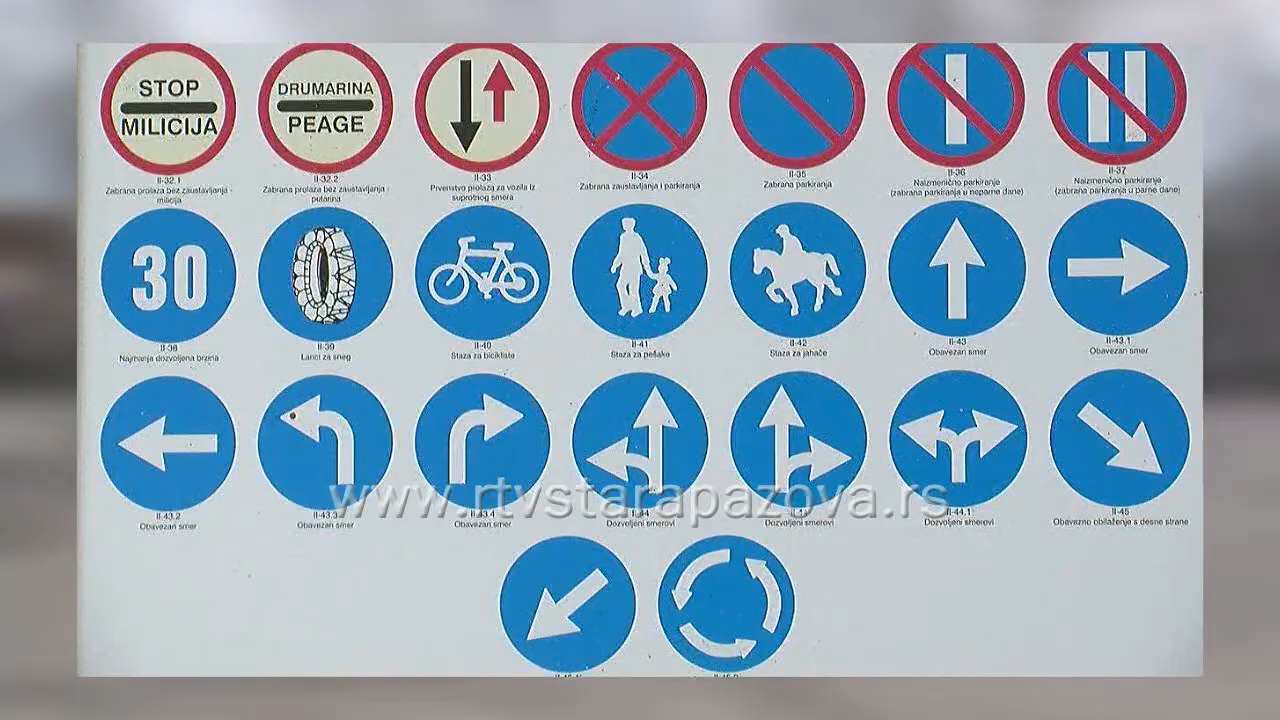 STOP
MILICIJA
DRUMARINA
PEAGE
II-32.1
Zabrana prolaza bez zaustavljanja -
milicija
II-32.2
Zabrana prolaza bez zaustavljanja -
putarina
II-33
Prvenstvo prolaza za vozila iz
suprotnog smera
II-34
Zabrana zaustavljanja i parkiranja
II-35
Zabrana parkiranja
II-36
Naizmenično parkiranje
(zabrana parkiranja u neparne dane)
II-37
Naizmenično parkiranje
(zabrana parkiranja u parne dane)
30
II-38
Najmanja dozvoljena brzina
II-39
Lanci za sneg
II-40
Staza za bicikliste
II-41
Staza za pešake
II-42
Staza za jahače
II-43
Obavezan smer
II-43.1
Obavezan smer
II-43.2
Obavezan smer
II-43.3
Obavezan smer
II-43.4
Obavezan smer
II-44
Dozvoljeni smerovi
Dozvoljeni smerovi
II-44.1
Dozvoljeni smerovi
II-45
Obavezno obilaženje s desne strane
www.rtvstarapazova.rs